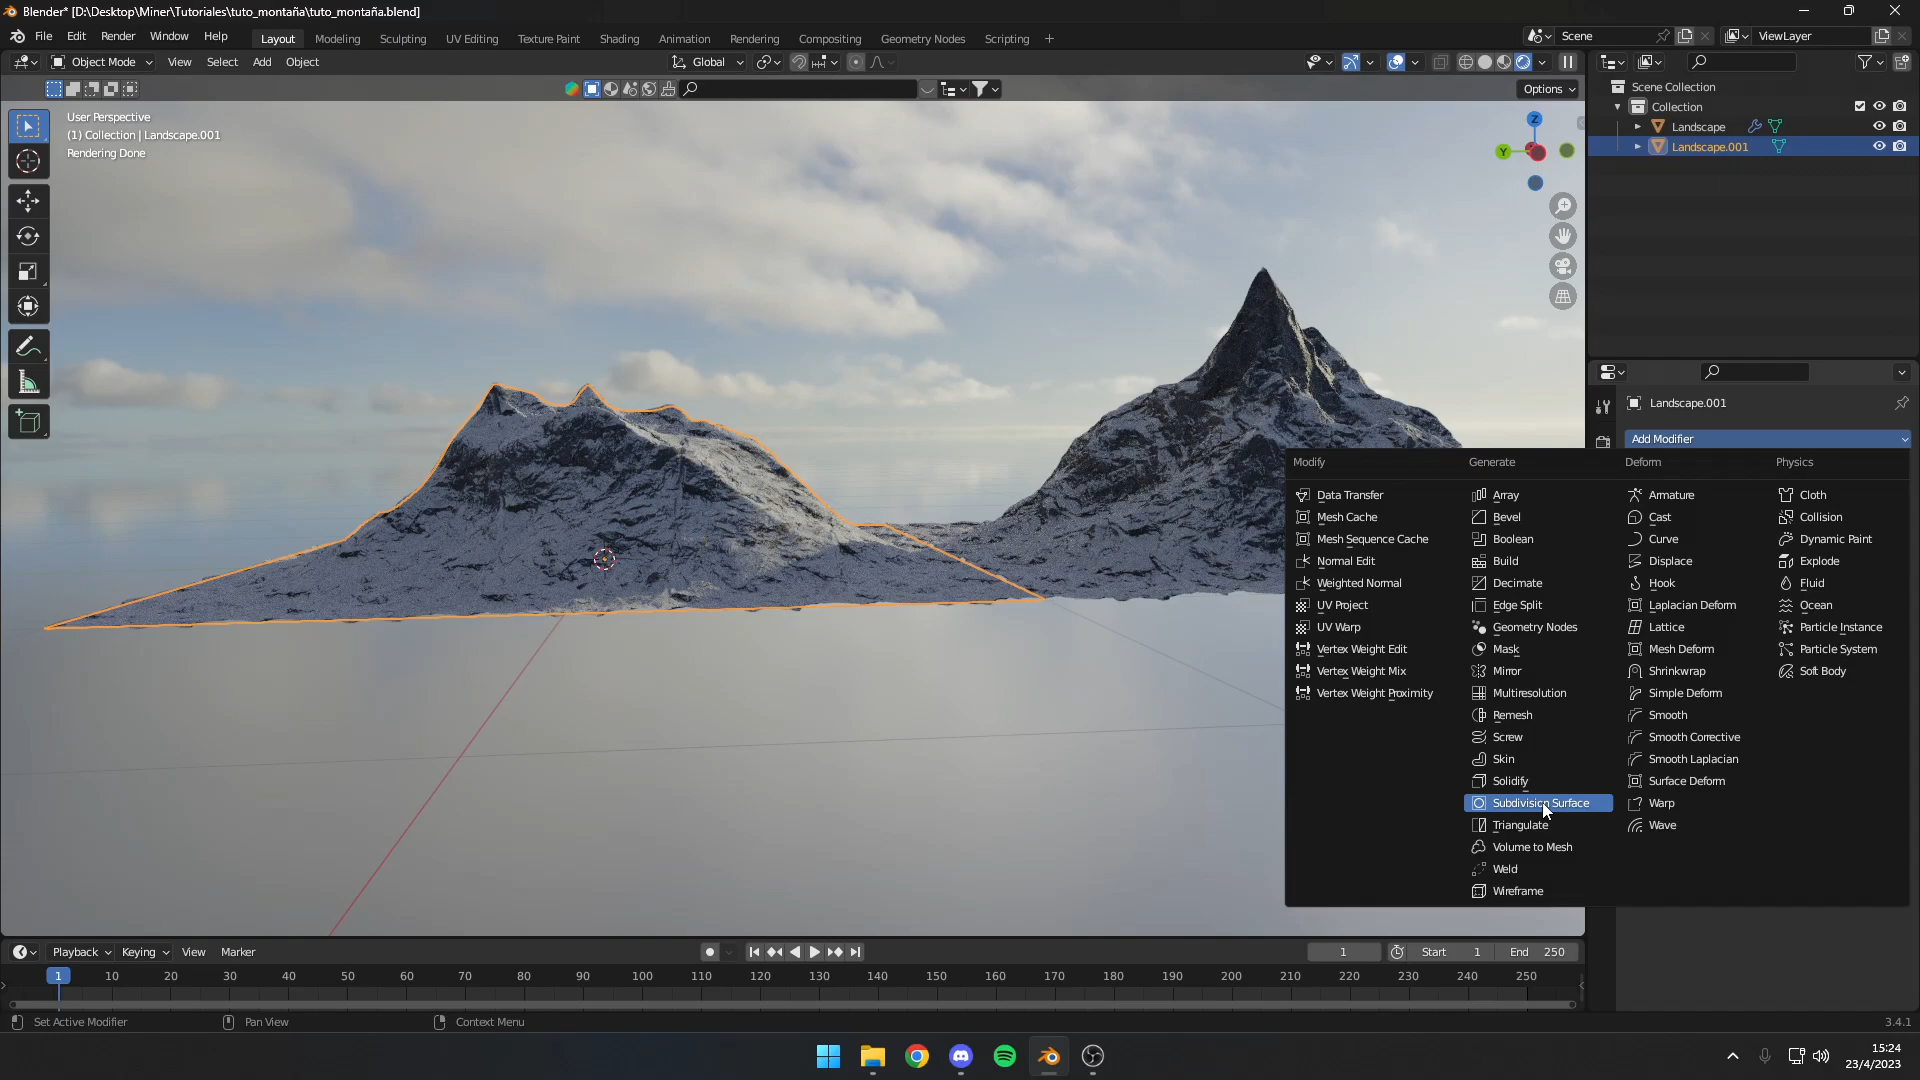 Blender* [D:\Desktop\Miner\Tutoriales\tuto_montaña\tuto_montaña.blend]
File Edit Render Window Help Layout Modeling Sculpting UV Editing Texture Paint Shading Animation Rendering Compositing Geometry Nodes Scripting + Scene ViewLayer
Object Mode View Select Add Object Global
Options
User Perspective
(1) Collection | Landscape.001
Rendering Done
Z
Y
Scene Collection
Collection
Landscape
Landscape.001
Landscape.001
Add Modifier
Modify Generate Deform Physics
Data Transfer Array Armature Cloth
Mesh Cache Bevel Cast Collision
Mesh Sequence Cache Boolean Curve Dynamic Paint
Normal Edit Build Displace Explode
Weighted Normal Decimate Hook Fluid
UV Project Edge Split Laplacian Deform Ocean
UV Warp Geometry Nodes Lattice Particle Instance
Vertex Weight Edit Mask Mesh Deform Particle System
Vertex Weight Mix Mirror Shrinkwrap Soft Body
Vertex Weight Proximity Multiresolution Simple Deform
Remesh Smooth
Screw Smooth Corrective
Skin Smooth Laplacian
Solidify Surface Deform
Subdivision Surface Warp
Triangulate Wave
Volume to Mesh
Weld
Wireframe
Playback Keying View Marker 1 Start 1 End 250
1 10 20 30 40 50 60 70 80 90 100 110 120 130 140 150 160 170 180 190 200 210 220 230 240 250
Set Active Modifier Pan View Context Menu 3.4.1
15:24
23/4/2023